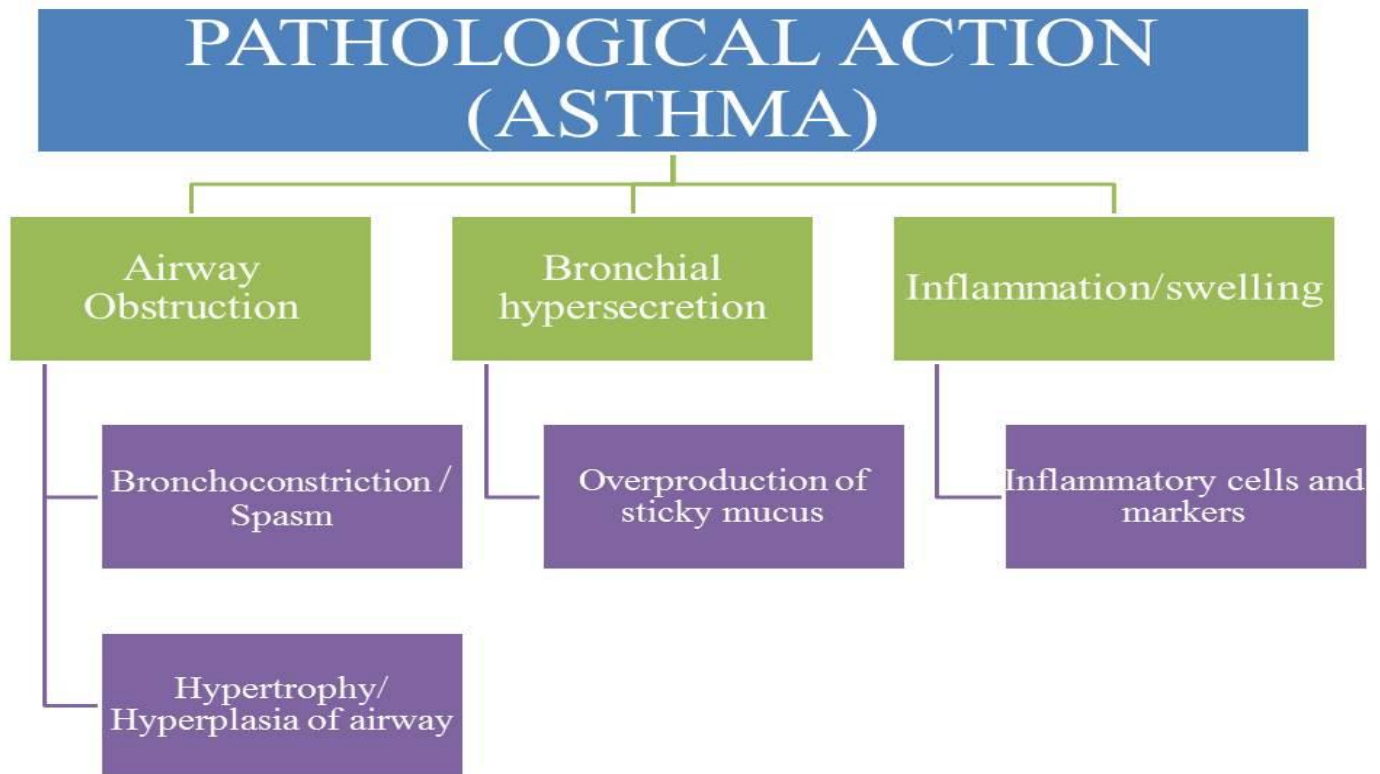 PATHOLOGICAL ACTION
(ASTHMA)
Airway
Obstruction
Bronchial
hypersecretion
Inflammation/swelling
Bronchoconstriction /
Spasm
Overproduction of
sticky mucus
Inflammatory cells and
markers
Hypertrophy/
Hyperplasia of airway